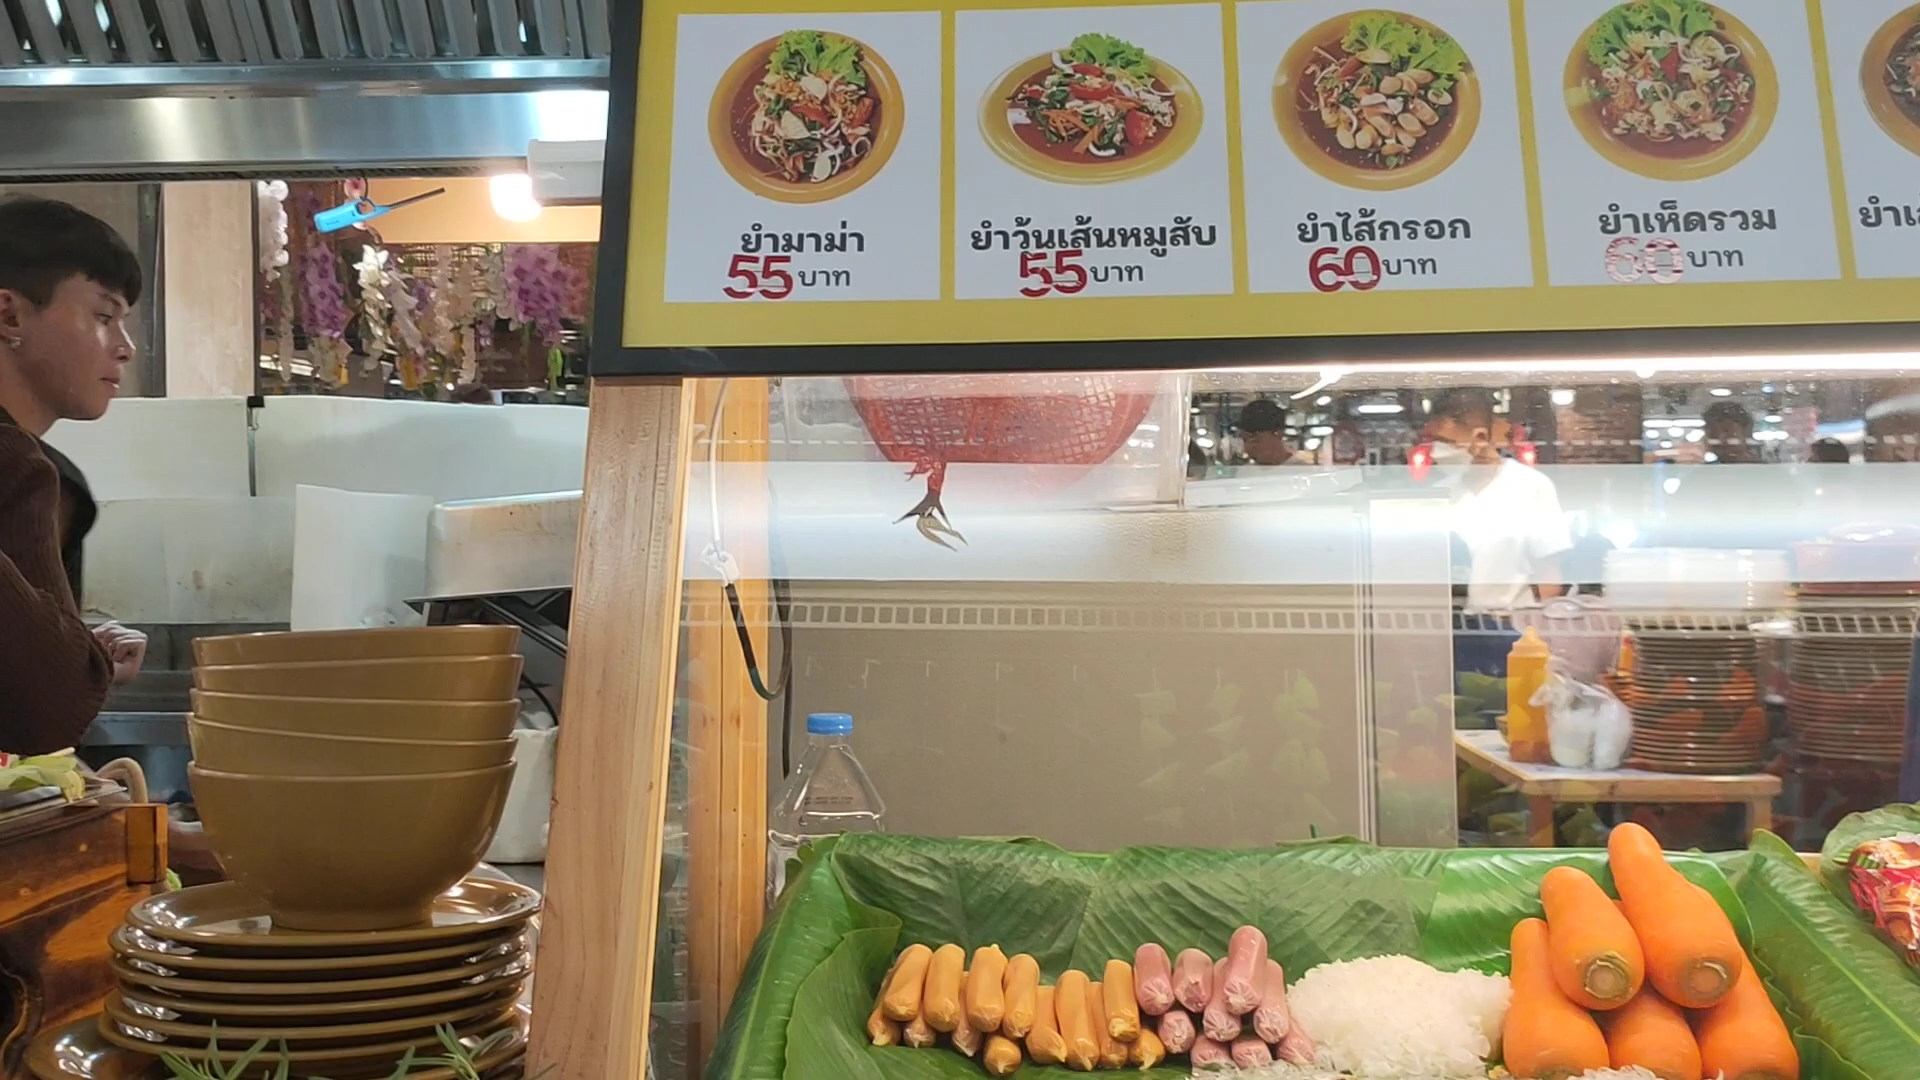 ยำมาม่า
55 บาท
ยำวุ้นเส้นหมูสับ
55 บาท
ยำไส้กรอก
60 บาท
ยำเห็ดรวม
60 บาท